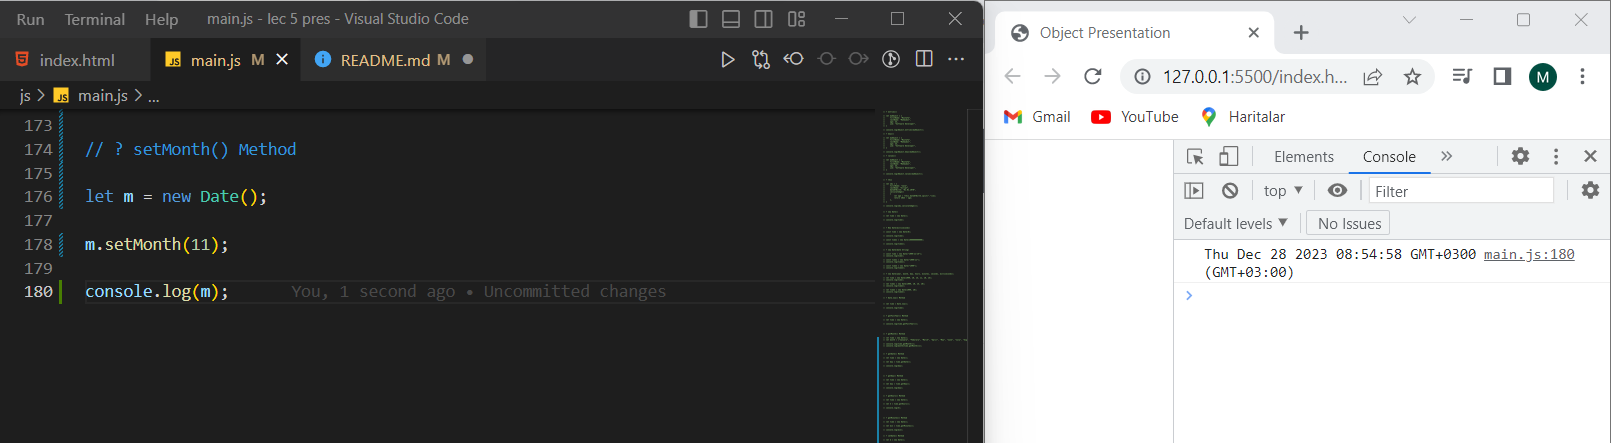 Run Terminal Help main.js - lec 5 pres - Visual Studio Code
index.html main.js M README.md M
js > main.js > ...
173
174 // ? setMonth() Method
175
176 let m = new Date();
177
178 m.setMonth(11);
179
180 console.log(m); You, 1 second ago • Uncommitted changes
Object Presentation
127.0.0.1:5500/index.h... M
Gmail YouTube Haritalar
Elements Console
top Filter
Default levels No Issues
Thu Dec 28 2023 08:54:58 GMT+0300 main.js:180
(GMT+03:00)